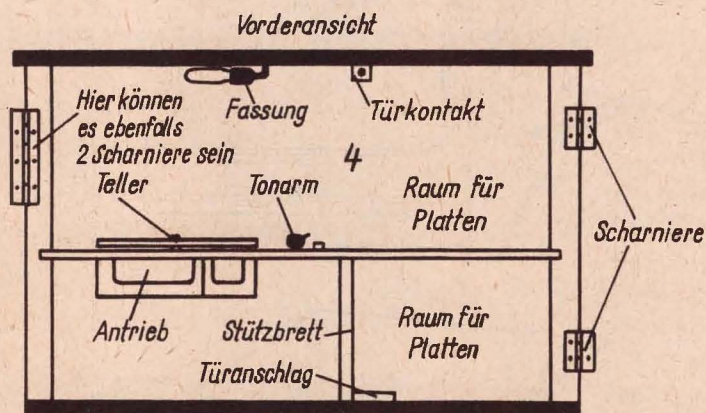 Vorderansicht
Hier können
es ebenfalls
2 Scharniere sein
Fassung
Türkontakt
4
Teller
Tonarm
Raum für
Platten
Scharniere
Antrieb
Stützbrett
Raum für
Platten
Türanschlag